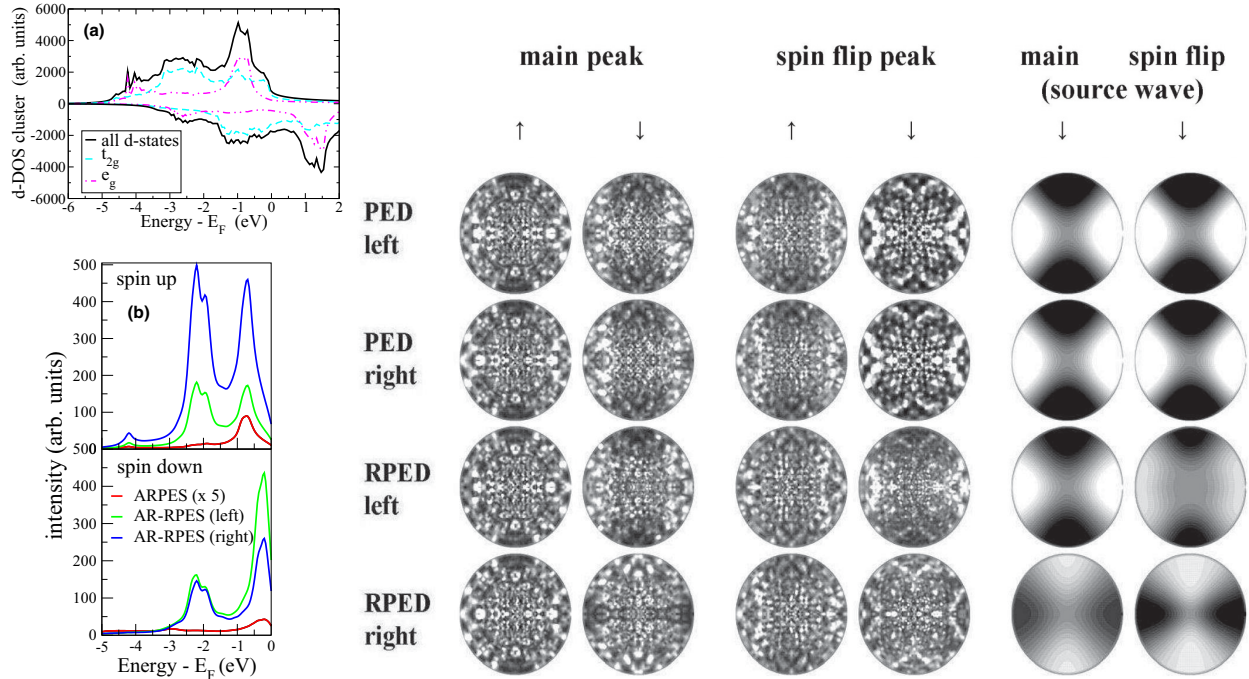 (a)
d-DOS cluster (arb. units)
6000
4000
2000
0
-2000
-4000
-6000
all d-states
t2g
eg
-6 -5 -4 -3 -2 -1 0 1 2
Energy - EF (eV)
spin up
(b)
intensity (arb. units)
500
400
300
200
100
500
400
300
200
100
0
spin down
ARPES (x 5)
AR-RPES (left)
AR-RPES (right)
-5 -4 -3 -2 -1 0
Energy - EF (eV)
main peak spin flip peak main spin flip
(source wave)
↑ ↓ ↑ ↓ ↓ ↓
PED
left
PED
right
RPED
left
RPED
right